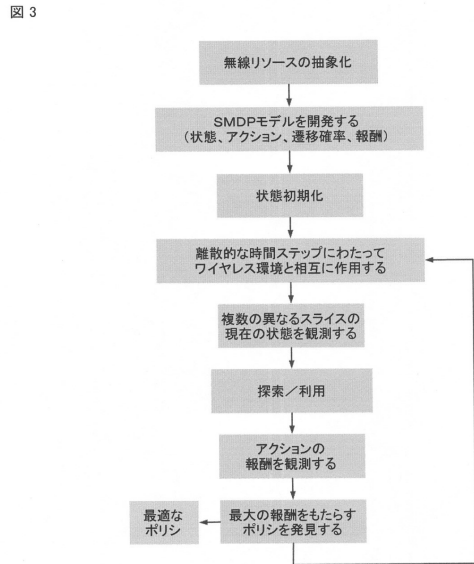 図 3
無線リソースの抽象化
SMDPモデルを開発する
(状態、アクション、遷移確率、報酬)
状態初期化
離散的な時間ステップにわたって
ワイヤレス環境と相互に作用する
複数の異なるスライスの
現在の状態を観測する
探索／利用
アクションの
報酬を観測する
最適な
ポリシ
最大の報酬をもたらす
ポリシを発見する